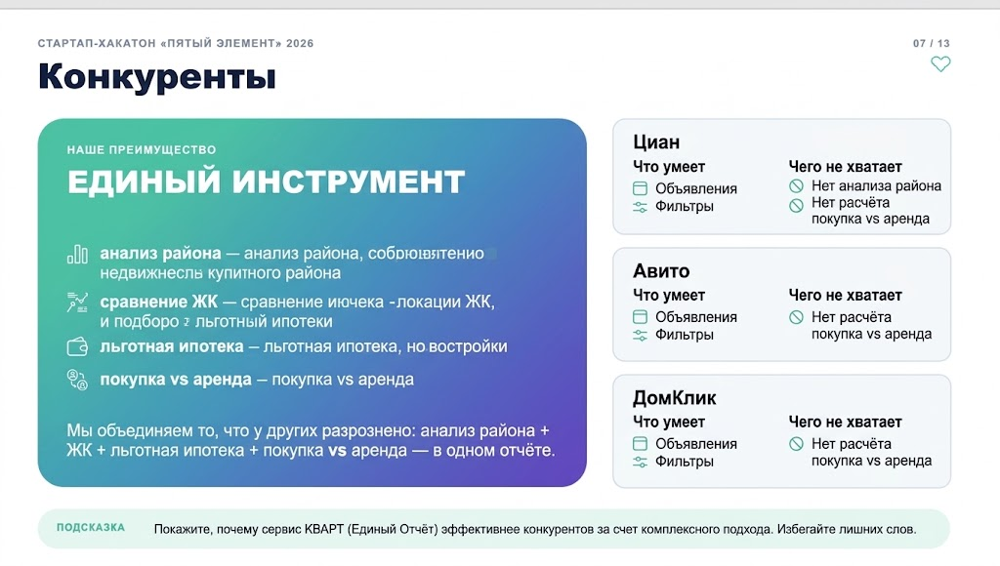 СТАРТАП-ХАКАТОН «ПЯТЫЙ ЭЛЕМЕНТ» 2026
07 / 13
Конкуренты
НАШЕ ПРЕИМУЩЕСТВО
ЕДИНЫЙ ИНСТРУМЕНТ
анализ района — анализ района,
купитного района
сравнение ЖК — сравнение иючека -локации ЖК,
и подборо льготный ипотеки
льготная ипотека — льготная ипотека, но востройки
покупка vs аренда — покупка vs аренда
Мы объединяем то, что у других разрознено: анализ района +
ЖК + льготная ипотека + покупка vs аренда — в одном отчёте.
Циан
Что умеет
Объявления
Фильтры
Чего не хватает
Нет анализа района
Нет расчёта
покупка vs аренда
Авито
Что умеет
Объявления
Фильтры
Чего не хватает
Нет расчёта
покупка vs аренда
ДомКлик
Что умеет
Объявления
Фильтры
Чего не хватает
Нет расчёта
покупка vs аренда
ПОДСКАЗКА
Покажите, почему сервис КВАРТ (Единый Отчёт) эффективнее конкурентов за счет комплексного подхода. Избегайте лишних слов.